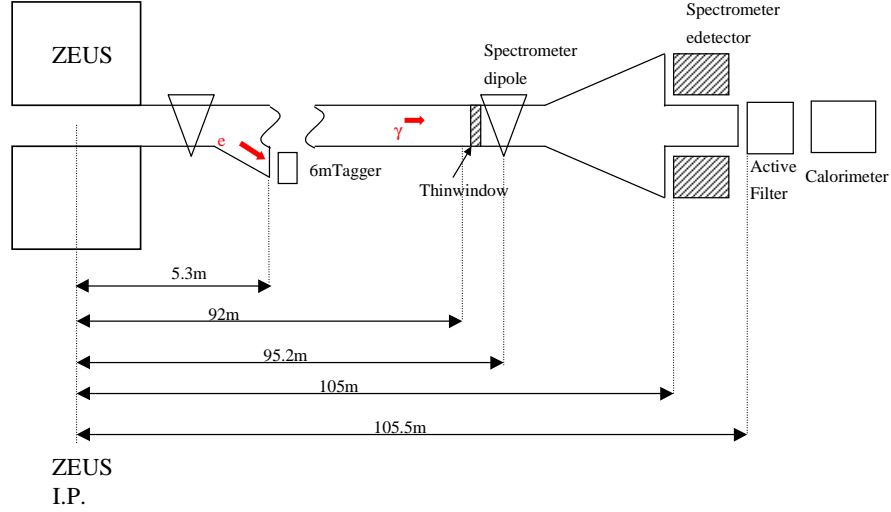 Spectrometer
edetector
ZEUS
Spectrometer
dipole
γ
e
6mTagger
Thinwindow
Active
Filter
Calorimeter
5.3m
92m
95.2m
105m
105.5m
ZEUS
I.P.